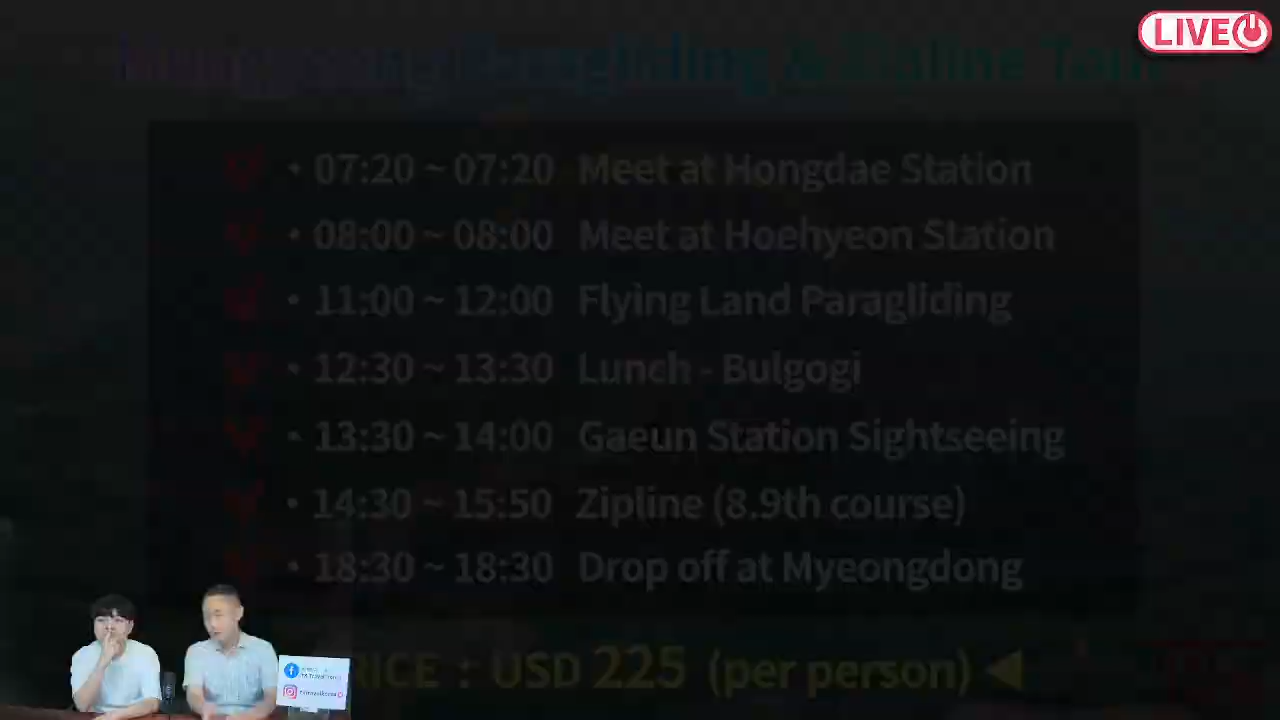 LIVE
Paragliding & Zipline Tour
• 07:20 ~ 07:20 Meet at Hongdae Station
• 08:00 ~ 08:00 Meet at Hoehyeon Station
• 11:00 ~ 12:00 Flying Land Paragliding
• 12:30 ~ 13:30 Lunch - Bulgogi
• 13:30 ~ 14:00 Gaeun Station Sightseeing
• 14:30 ~ 15:50 Zipline (8.9th course)
• 18:30 ~ 18:30 Drop off at Myeongdong
RICE : USD 225 (per person) ◀